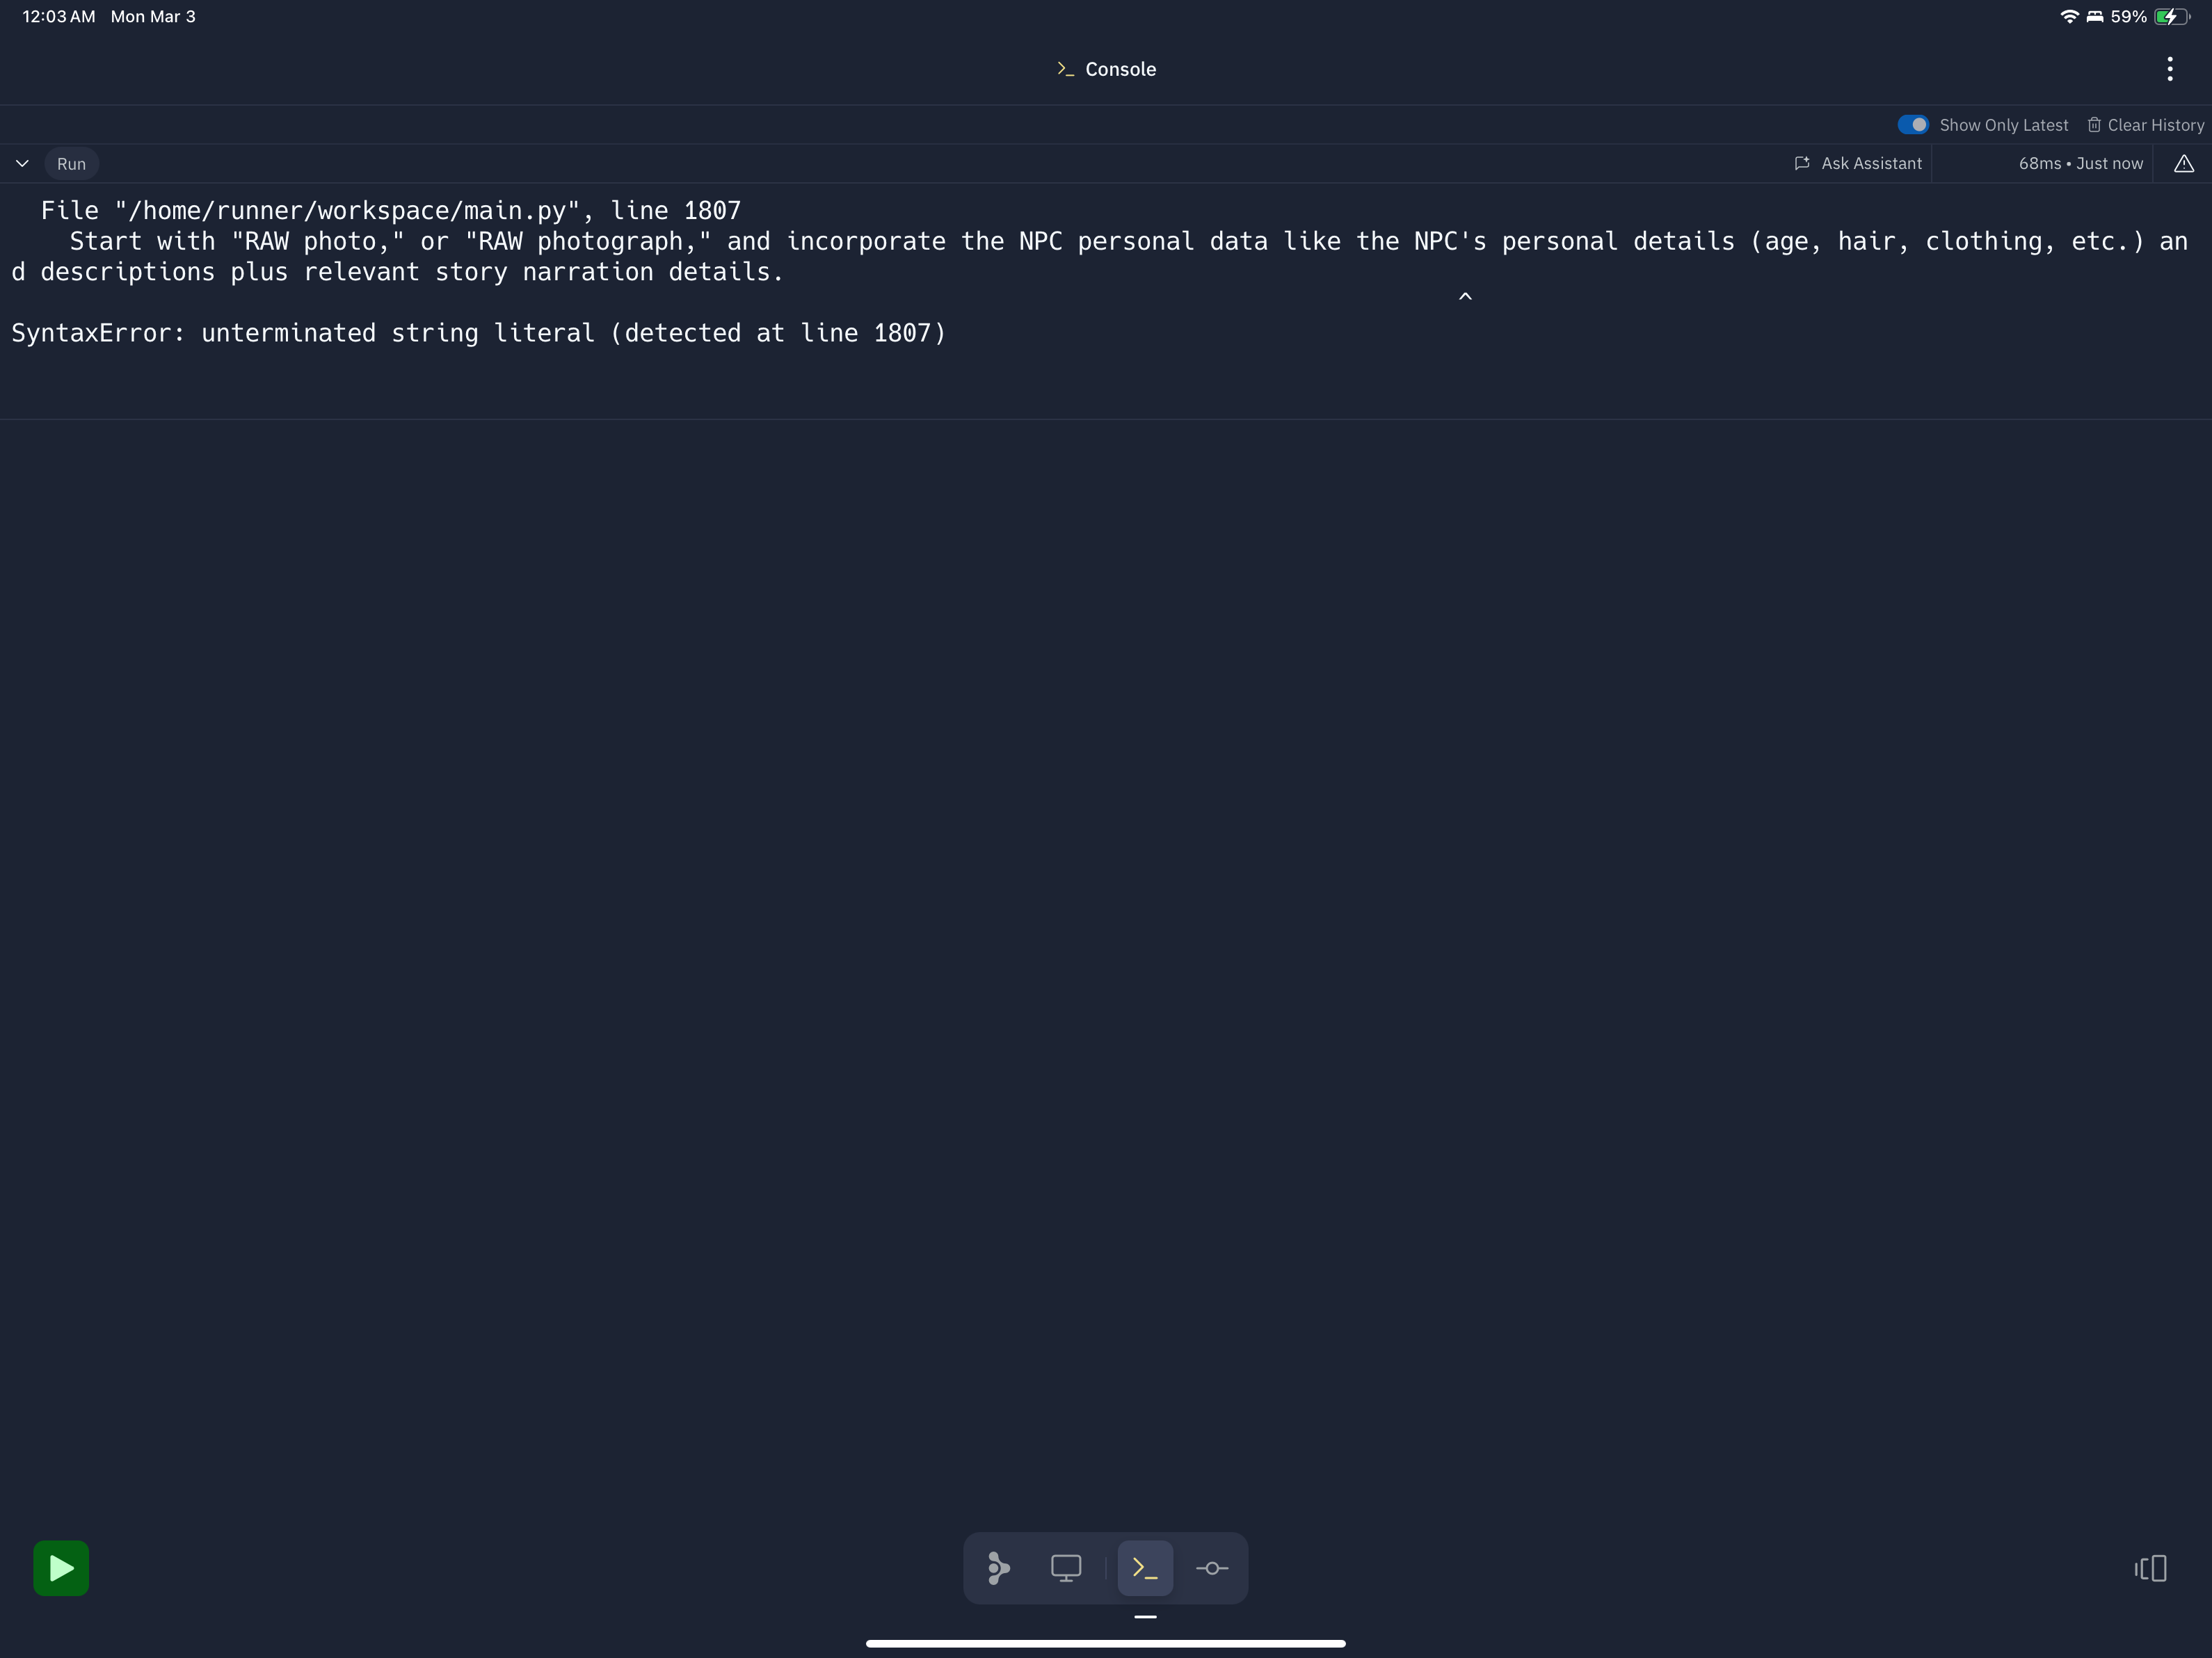 12:03 AM Mon Mar 3
59%
>_ Console
Show Only Latest Clear History
Run Ask Assistant 68ms • Just now
File "/home/runner/workspace/main.py", line 1807
Start with "RAW photo," or "RAW photograph," and incorporate the NPC personal data like the NPC's personal details (age, hair, clothing, etc.) an
d descriptions plus relevant story narration details.
^
SyntaxError: unterminated string literal (detected at line 1807)